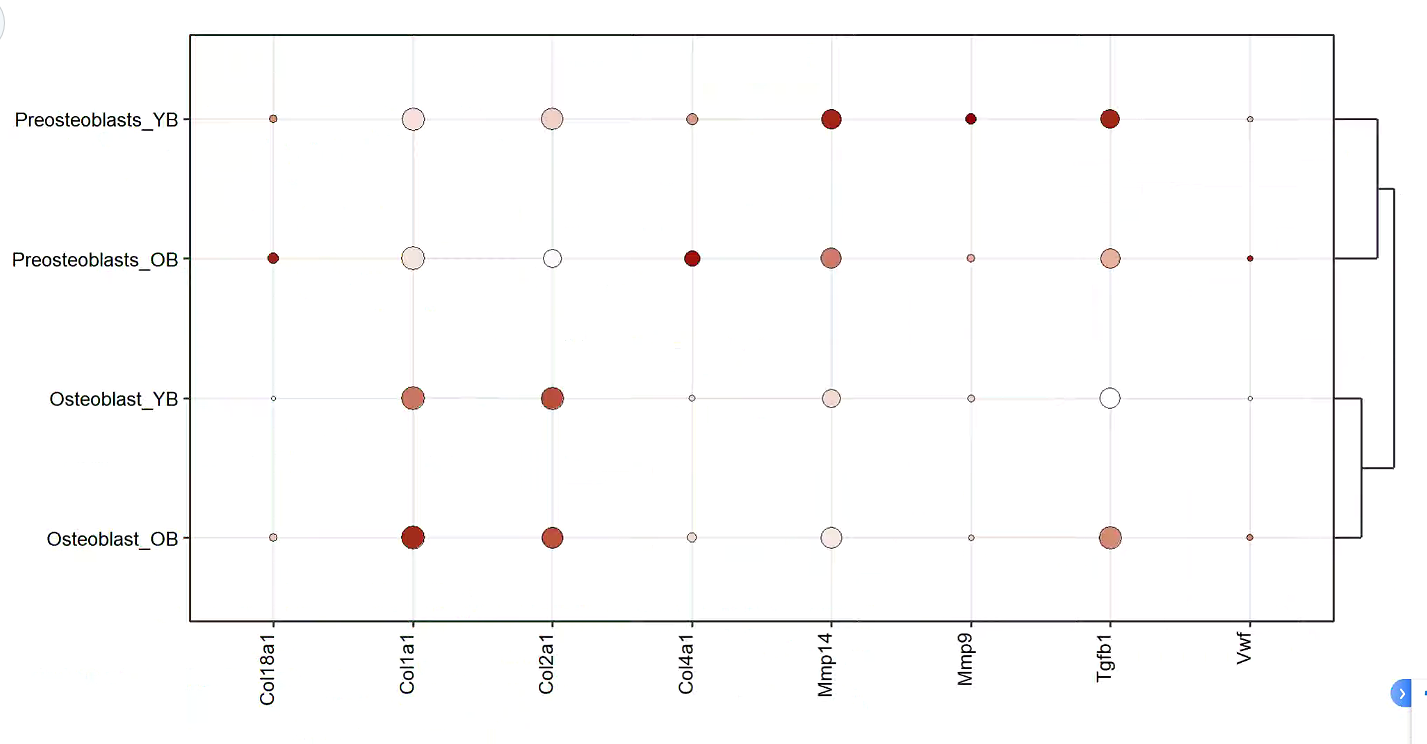 Preosteoblasts_YB
Preosteoblasts_OB
Osteoblast_YB
Osteoblast_OB
Col18a1
Col1a1
Col2a1
Col4a1
Mmp14
Mmp9
Tgfb1
Vwf